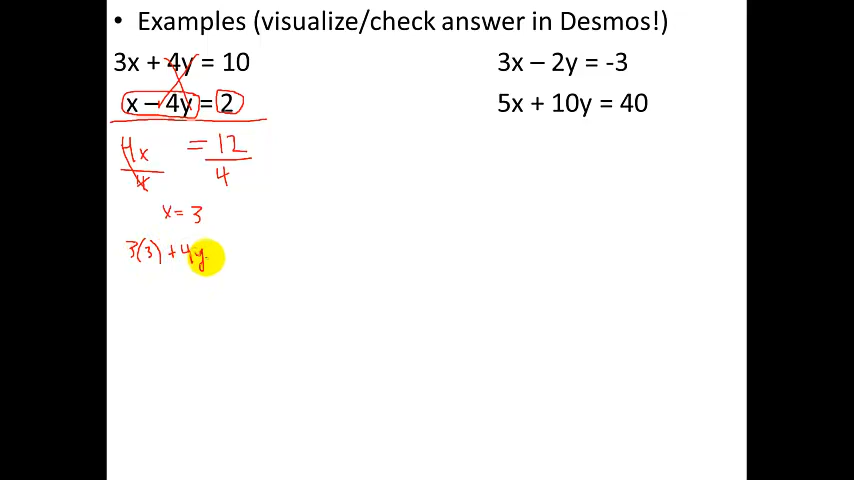 • Examples (visualize/check answer in Desmos!)
3x + 4y = 10
x – 4y = 2
4x = 12
4 4
x = 3
3(3) + 4y
3x – 2y = -3
5x + 10y = 40